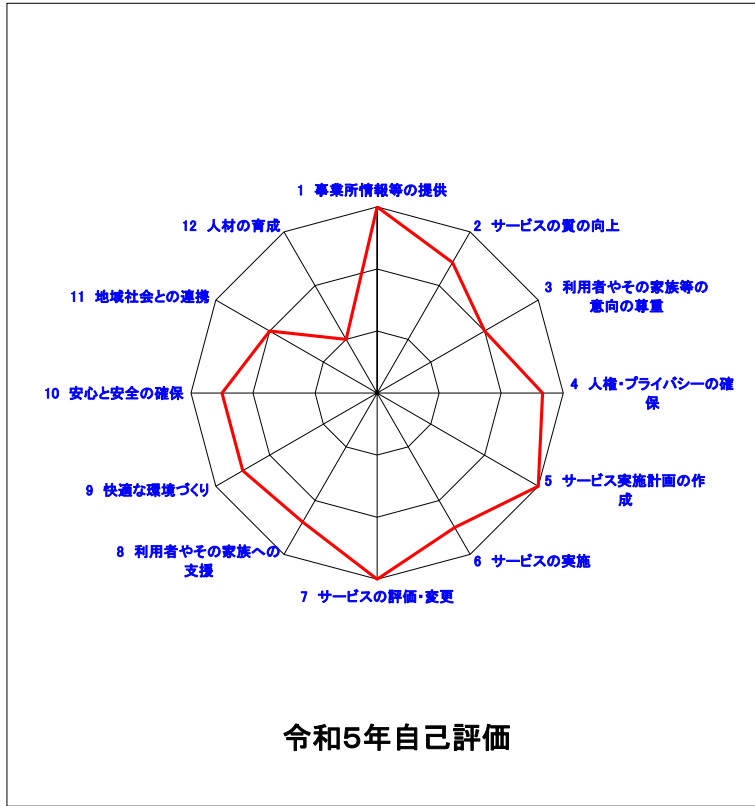 1 事業所情報等の提供
2 サービスの質の向上
3 利用者やその家族等の
意向の尊重
4 人権・プライバシーの確
保
5 サービス実施計画の作
成
6 サービスの実施
7 サービスの評価・変更
8 利用者やその家族への
支援
9 快適な環境づくり
10 安心と安全の確保
11 地域社会との連携
12 人材の育成
令和5年自己評価